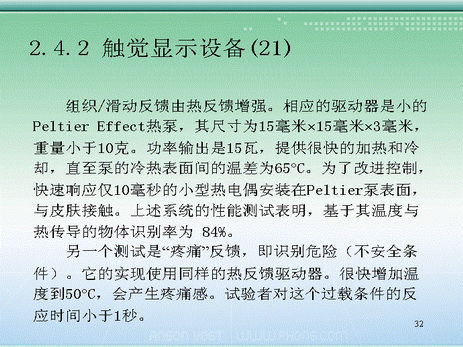 2.4.2 触觉显示设备(21)
组织/滑动反馈由热反馈增强。相应的驱动器是小的
Peltier Effect热泵，其尺寸为15毫米×15毫米×3毫米，
重量小于10克。功率输出是15瓦，提供很快的加热和冷
却，直至泵的冷热表面间的温差为65°C。为了改进控制，
快速响应仅10毫秒的小型热电偶安装在Peltier泵表面，
与皮肤接触。上述系统的性能测试表明，基于其温度与
热传导的物体识别率为 84%。
另一个测试是“疼痛”反馈，即识别危险（不安全条
件）。它的实现使用同样的热反馈驱动器。很快增加温
度到50°C，会产生疼痛感。试验者对这个过载条件的反
应时间小于1秒。
32